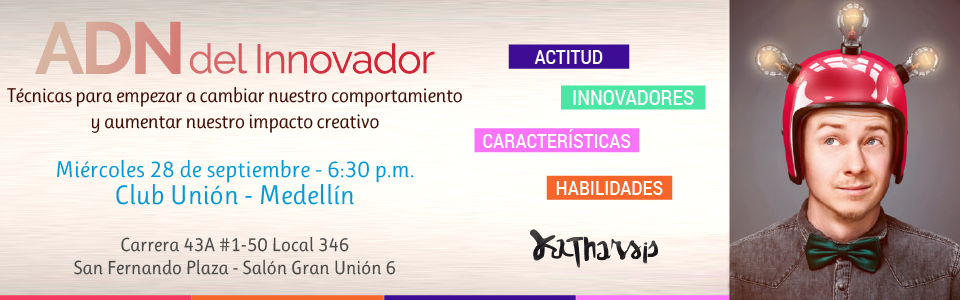 ADN del Innovador
Técnicas para empezar a cambiar nuestro comportamiento
y aumentar nuestro impacto creativo
Miércoles 28 de septiembre - 6:30 p.m.
Club Unión - Medellín
Carrera 43A #1-50 Local 346
San Fernando Plaza - Salón Gran Unión 6
ACTITUD
INNOVADORES
CARACTERÍSTICAS
HABILIDADES
Katharsis